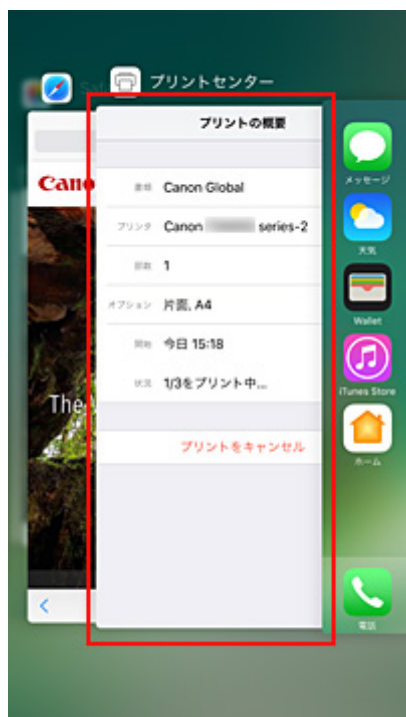 プリントセンター
プリントの概要
Cano
書類 Canon Global
プリンタ Canon series-2
部数 1
オプション 片面, A4
開始 今日 15:18
状況 1/3をプリント中...
プリントをキャンセル
The
メッセージ
天気
Wallet
iTunes Store
ホーム
電話